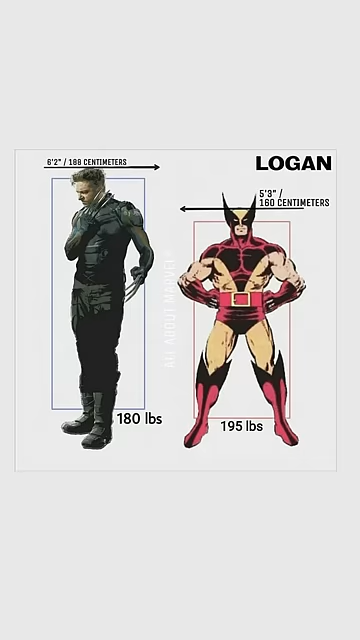 LOGAN
6'2" / 188 CENTIMETERS
5'3" /
160 CENTIMETERS
ALL ABOUT MARVEL
180 lbs
195 lbs